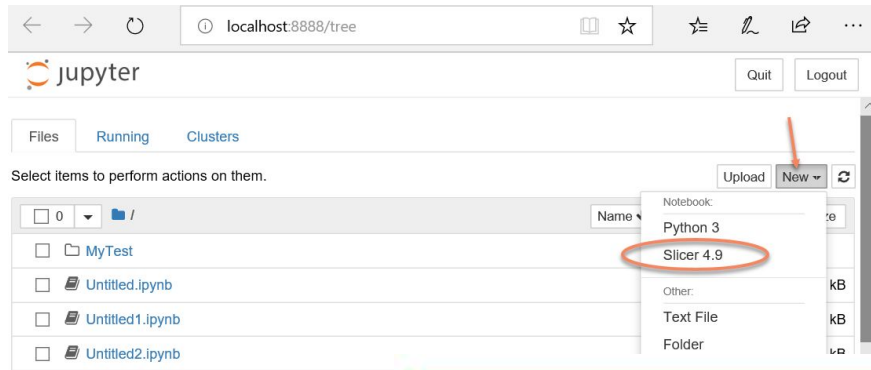 localhost:8888/tree
jupyter
Quit Logout
Files Running Clusters
Select items to perform actions on them.
Upload New
0 / Name
Notebook:
Python 3
Slicer 4.9
Other:
Text File
Folder
MyTest
Untitled.ipynb kB
Untitled1.ipynb kB
Untitled2.ipynb kB